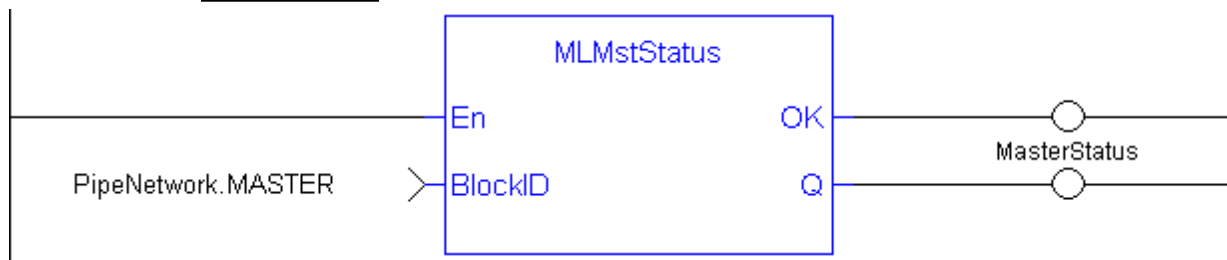 MLMstStatus
En
OK
MasterStatus
PipeNetwork.MASTER
BlockID
Q